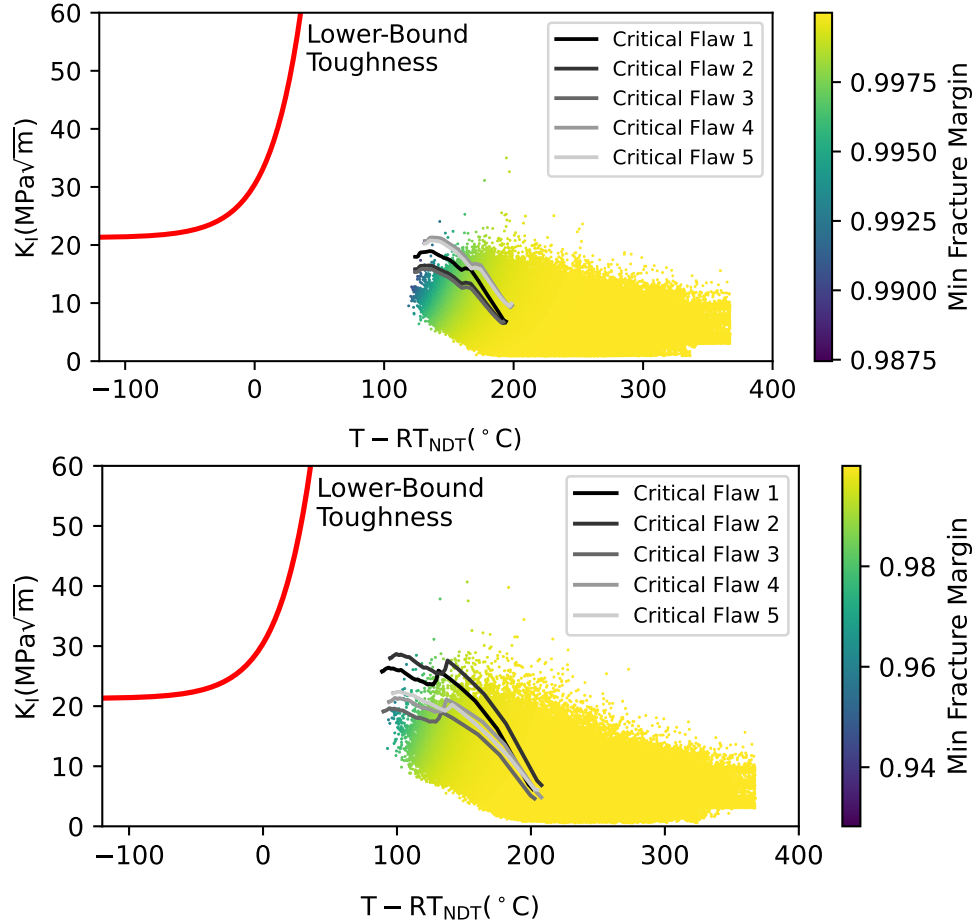 60
50
40
30
20
10
0
K_I(MPa√m)
Lower-Bound
Toughness
Critical Flaw 1
Critical Flaw 2
Critical Flaw 3
Critical Flaw 4
Critical Flaw 5
−100
0
100
200
300
400
T − RT_NDT(°C)
0.9975
0.9950
0.9925
0.9900
0.9875
Min Fracture Margin
60
50
40
30
20
10
0
K_I(MPa√m)
Lower-Bound
Toughness
Critical Flaw 1
Critical Flaw 2
Critical Flaw 3
Critical Flaw 4
Critical Flaw 5
−100
0
100
200
300
400
T − RT_NDT(°C)
0.98
0.96
0.94
Min Fracture Margin